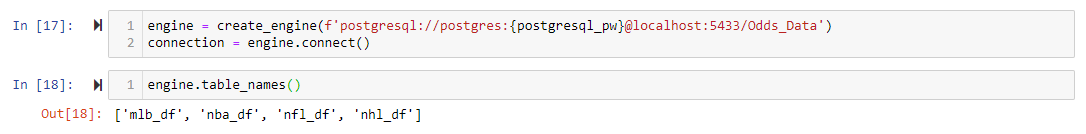 In [17]:
1 engine = create_engine(f'postgresql://postgres:{postgresql_pw}@localhost:5433/Odds_Data')
2 connection = engine.connect()
In [18]:
1 engine.table_names()
Out[18]: ['mlb_df', 'nba_df', 'nfl_df', 'nhl_df']